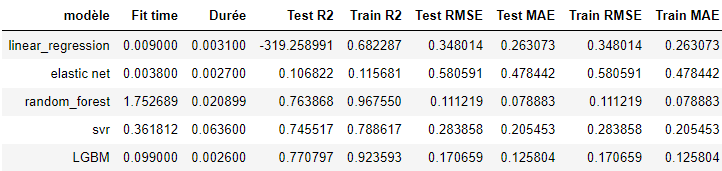 modèle Fit time Durée Test R2 Train R2 Test RMSE Test MAE Train RMSE Train MAE
linear_regression 0.009000 0.003100 -319.258991 0.682287 0.348014 0.263073 0.348014 0.263073
elastic net 0.003800 0.002700 0.106822 0.115681 0.580591 0.478442 0.580591 0.478442
random_forest 1.752689 0.020899 0.763868 0.967550 0.111219 0.078883 0.111219 0.078883
svr 0.361812 0.063600 0.745517 0.788617 0.283858 0.205453 0.283858 0.205453
LGBM 0.099000 0.002600 0.770797 0.923593 0.170659 0.125804 0.170659 0.125804